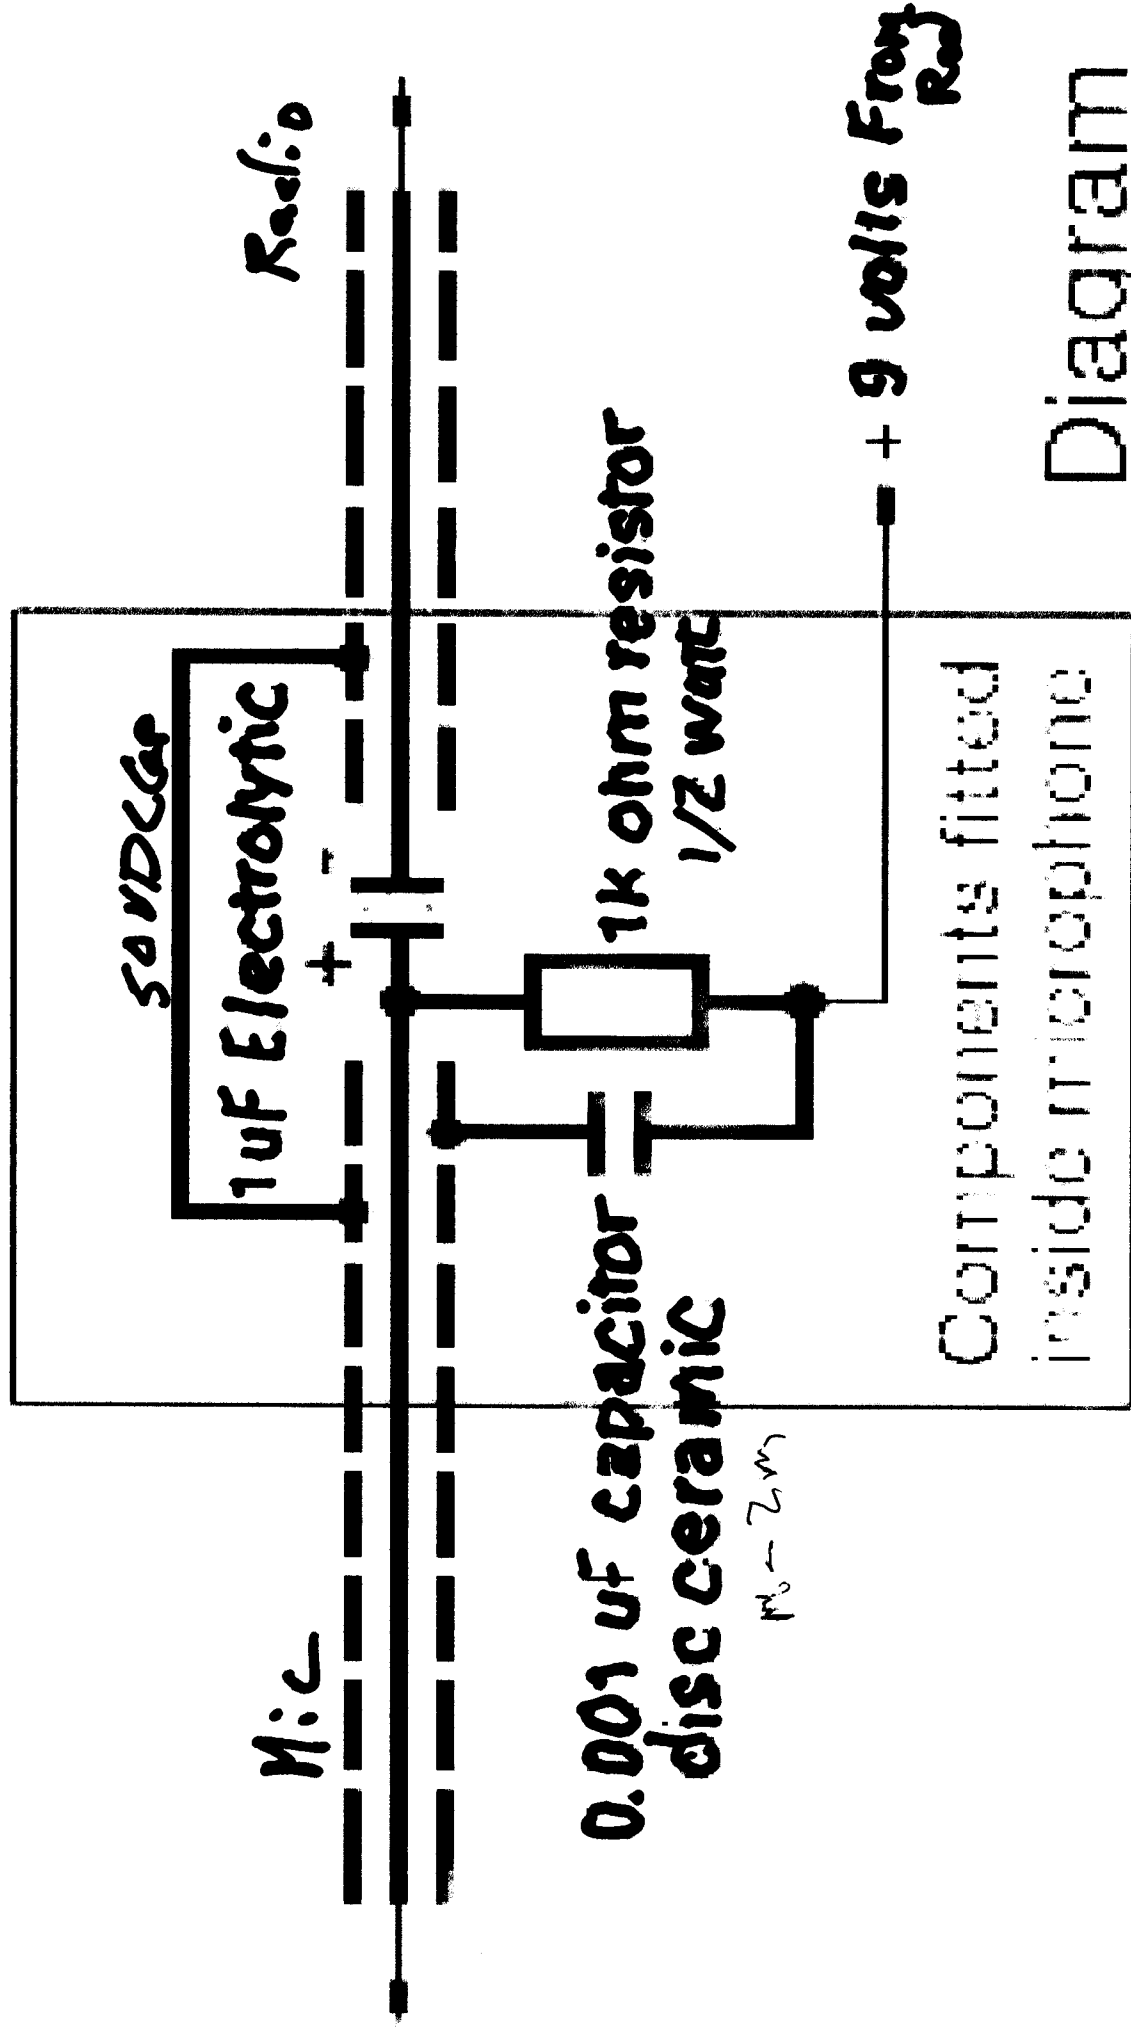 Mic
Radio
50VDC Cap
1uF Electrolytic
+ -
0.001 uF capacitor
disc ceramic
1K ohm resistor
1/2 watt
+ 9 volts From
Components fitted
inside microphone
Diagram